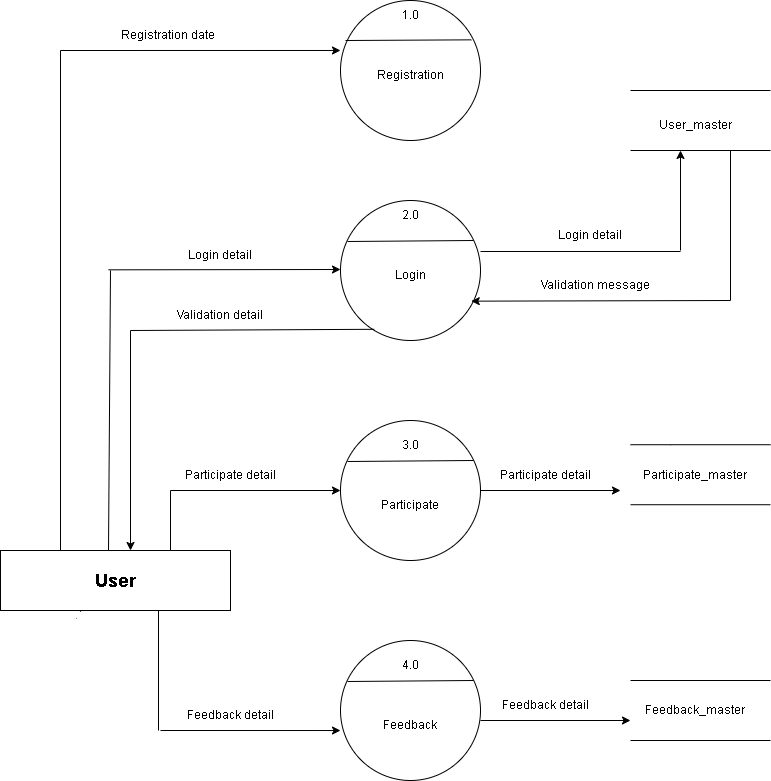 1.0
Registration date
Registration
User_master
2.0
Login detail
Login detail
Login
Validation message
Validation detail
3.0
Participate detail
Participate detail
Participate_master
Participate
User
4.0
Feedback detail
Feedback_master
Feedback detail
Feedback